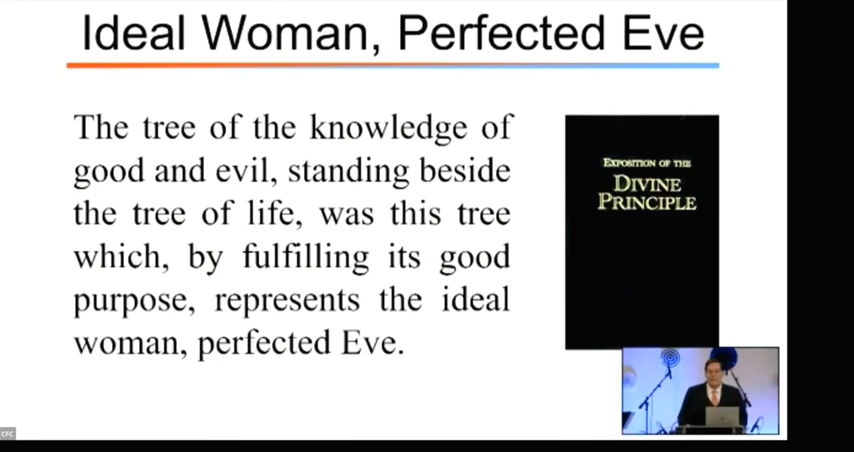 Ideal Woman, Perfected Eve
The tree of the knowledge of
good and evil, standing beside
the tree of life, was this tree
which, by fulfilling its good
purpose, represents the ideal
woman, perfected Eve.
EXPOSITION OF THE
DIVINE
PRINCIPLE
CFC